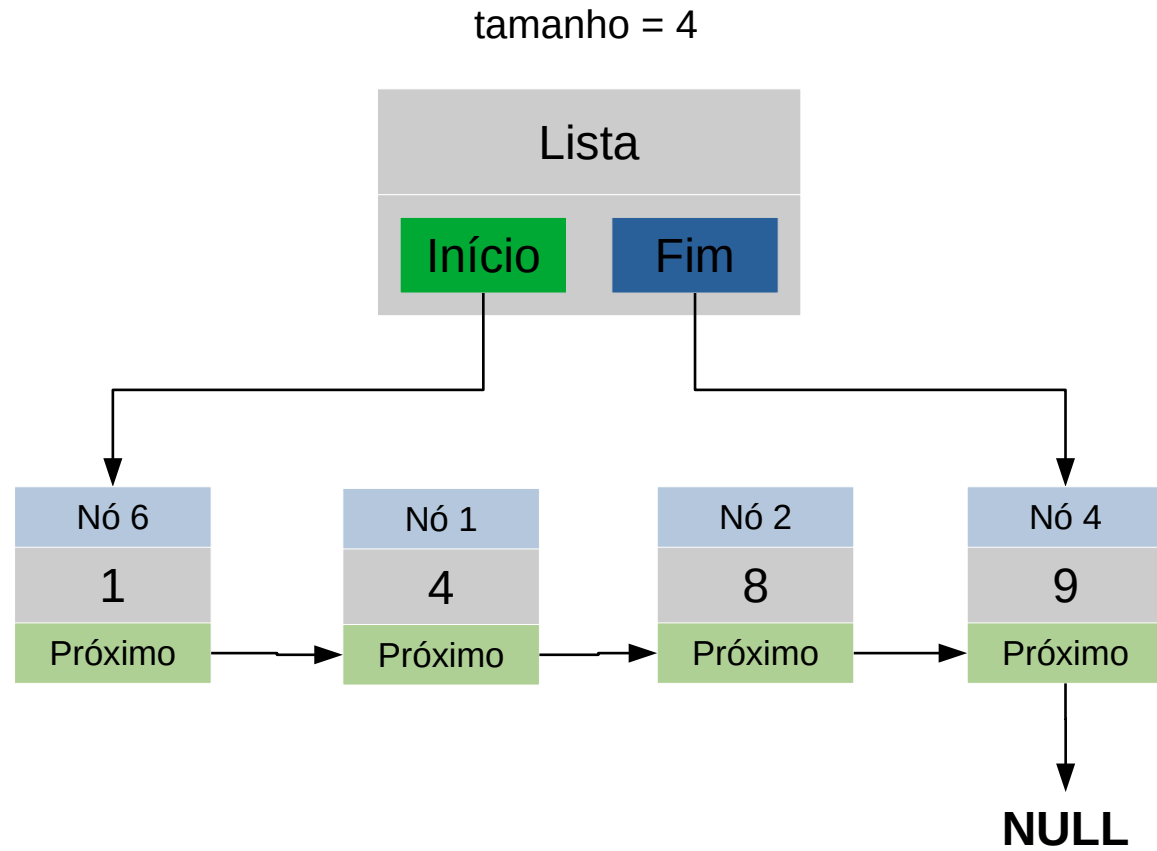 tamanho = 4
Lista
Início Fim
Nó 6 Nó 1 Nó 2 Nó 4
1 4 8 9
Próximo Próximo Próximo Próximo
NULL